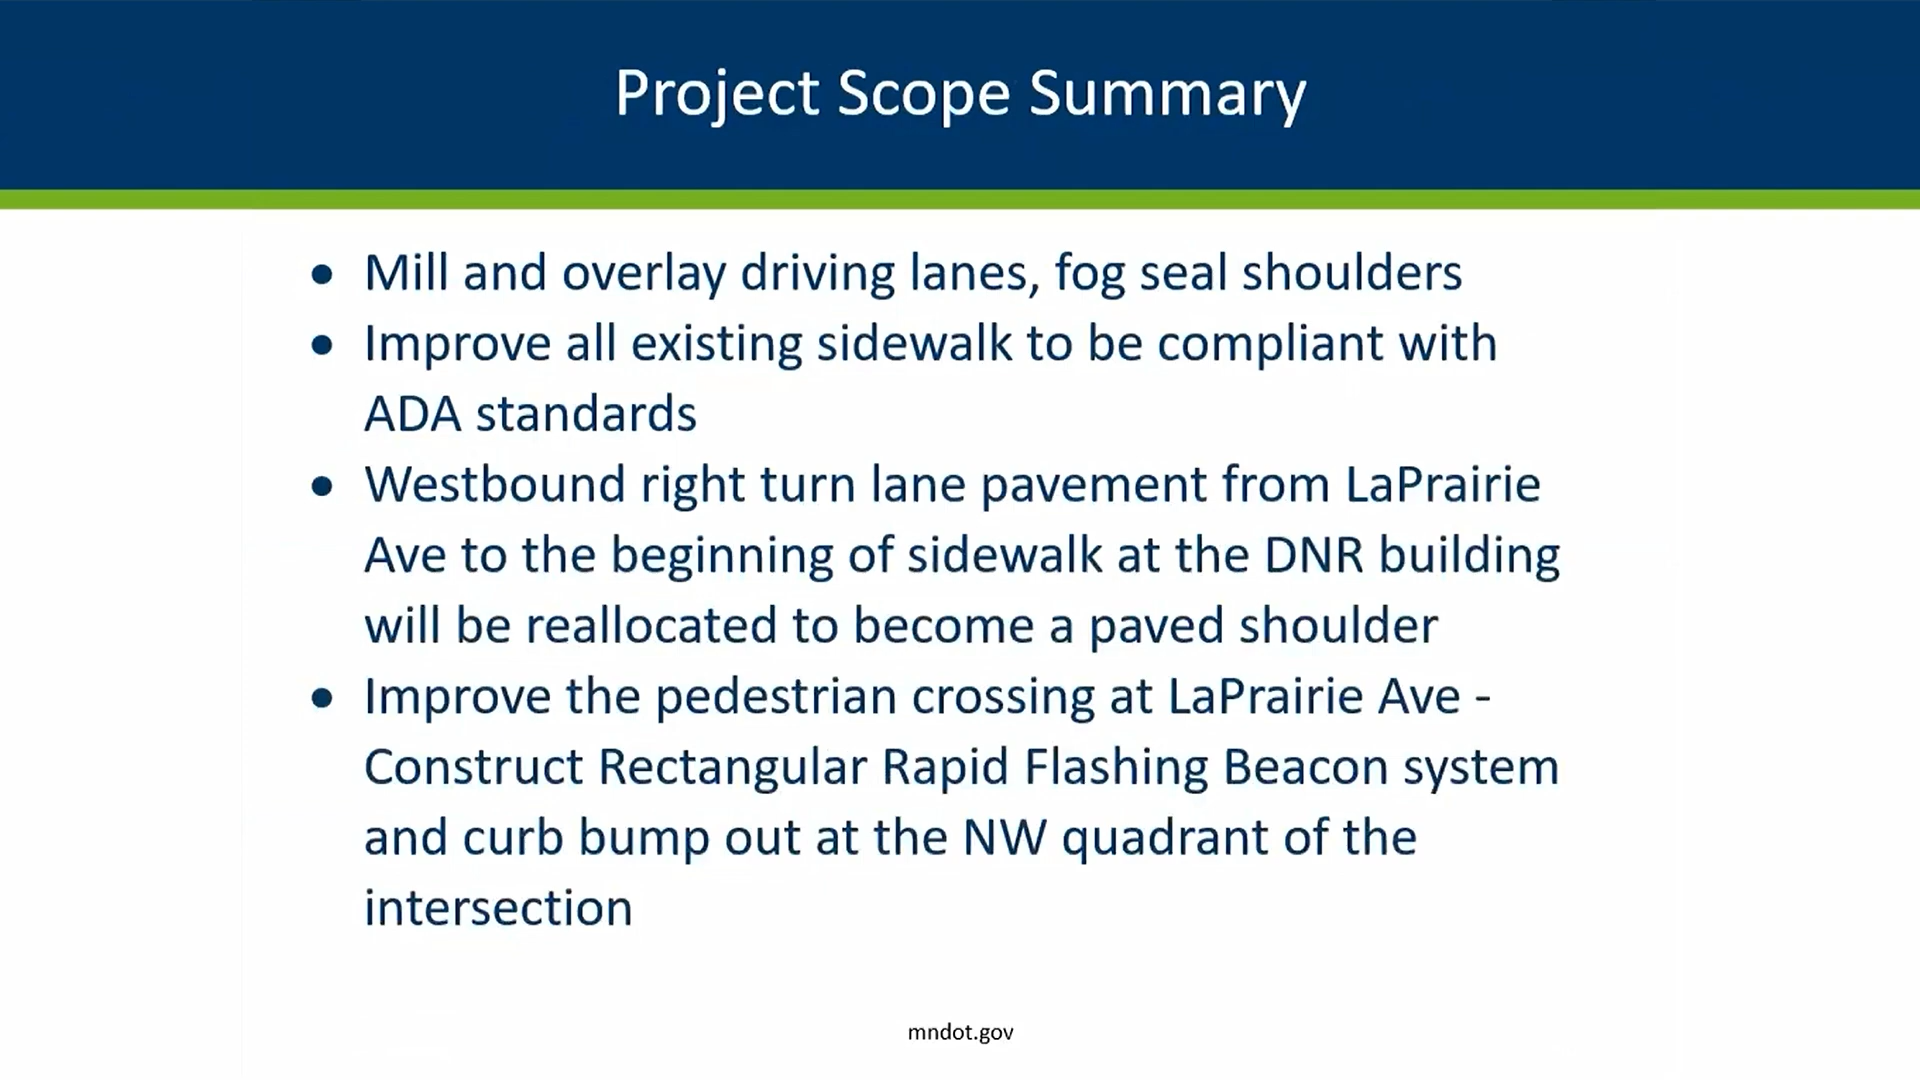 Project Scope Summary
• Mill and overlay driving lanes, fog seal shoulders
• Improve all existing sidewalk to be compliant with
ADA standards
• Westbound right turn lane pavement from LaPrairie
Ave to the beginning of sidewalk at the DNR building
will be reallocated to become a paved shoulder
• Improve the pedestrian crossing at LaPrairie Ave -
Construct Rectangular Rapid Flashing Beacon system
and curb bump out at the NW quadrant of the
intersection
mndot.gov